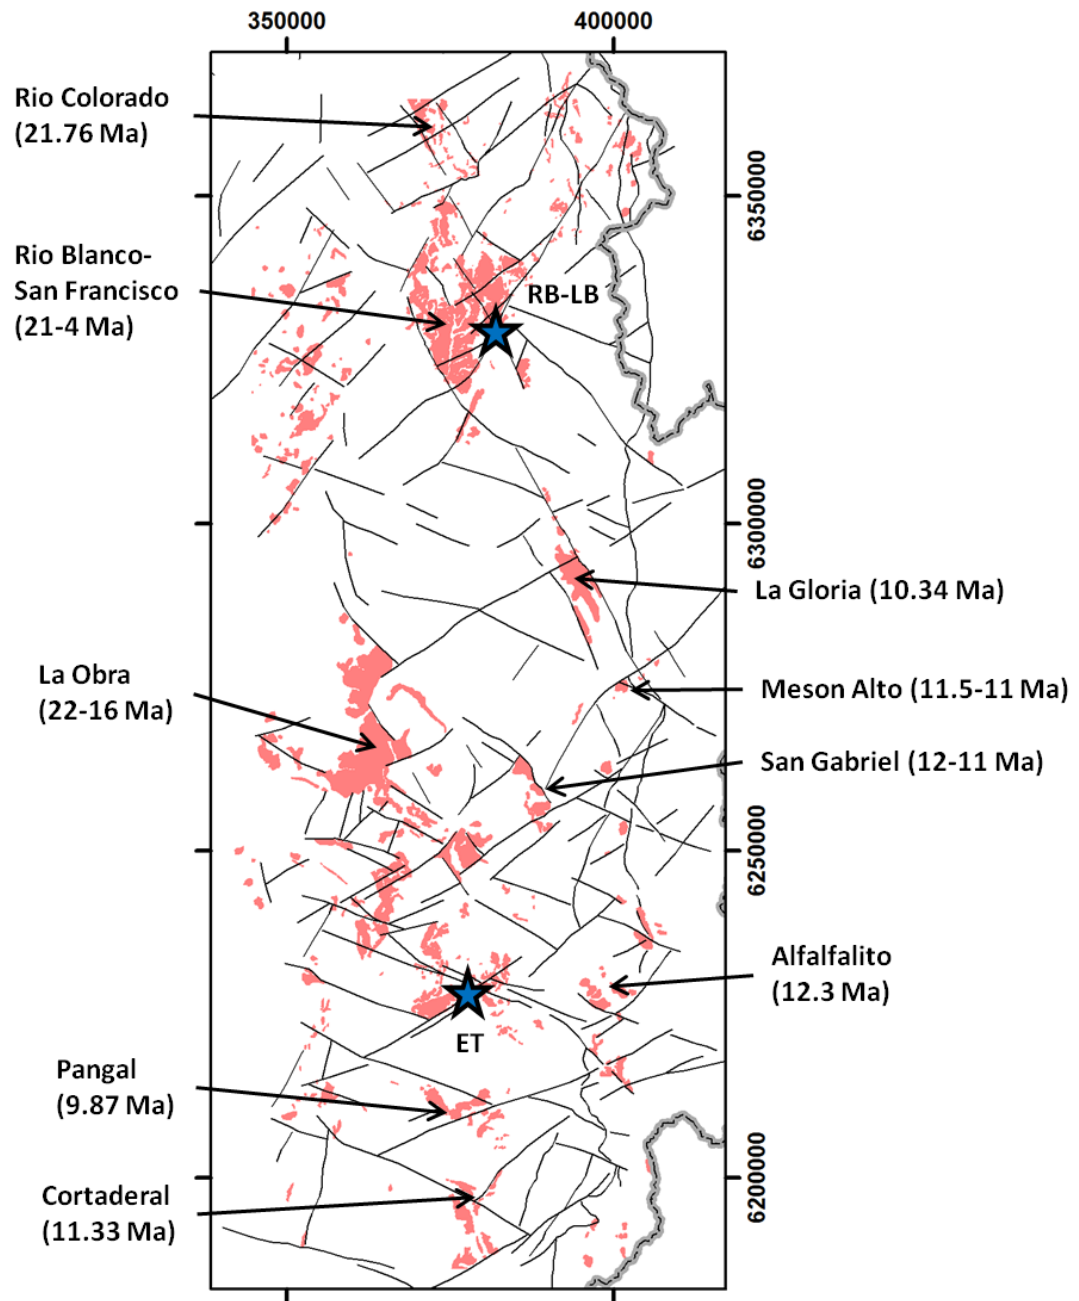 350000
400000
Rio Colorado
(21.76 Ma)
6350000
Rio Blanco-
San Francisco
(21-4 Ma)
RB-LB
6300000
La Gloria (10.34 Ma)
La Obra
(22-16 Ma)
Meson Alto (11.5-11 Ma)
San Gabriel (12-11 Ma)
6250000
Alfalfalito
(12.3 Ma)
ET
Pangal
(9.87 Ma)
6200000
Cortaderal
(11.33 Ma)